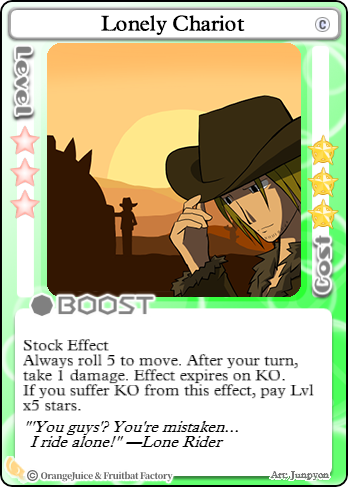 Lonely Chariot
C
Level
Cost
BOOST
Stock Effect
Always roll 5 to move. After your turn,
take 1 damage. Effect expires on KO.
If you suffer KO from this effect, pay Lvl
x5 stars.
"'You guys'? You're mistaken...
I ride alone!" —Lone Rider
© OrangeJuice & Fruitbat Factory
Art: Junpyon